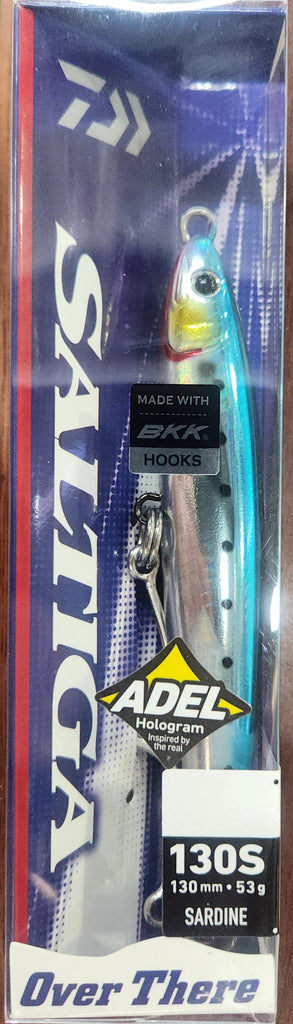 SALTIGA
MADE WITH
BKK®
HOOKS
ADEL
Hologram
Inspired by
the real
130S
130mm • 53g
SARDINE
Over There